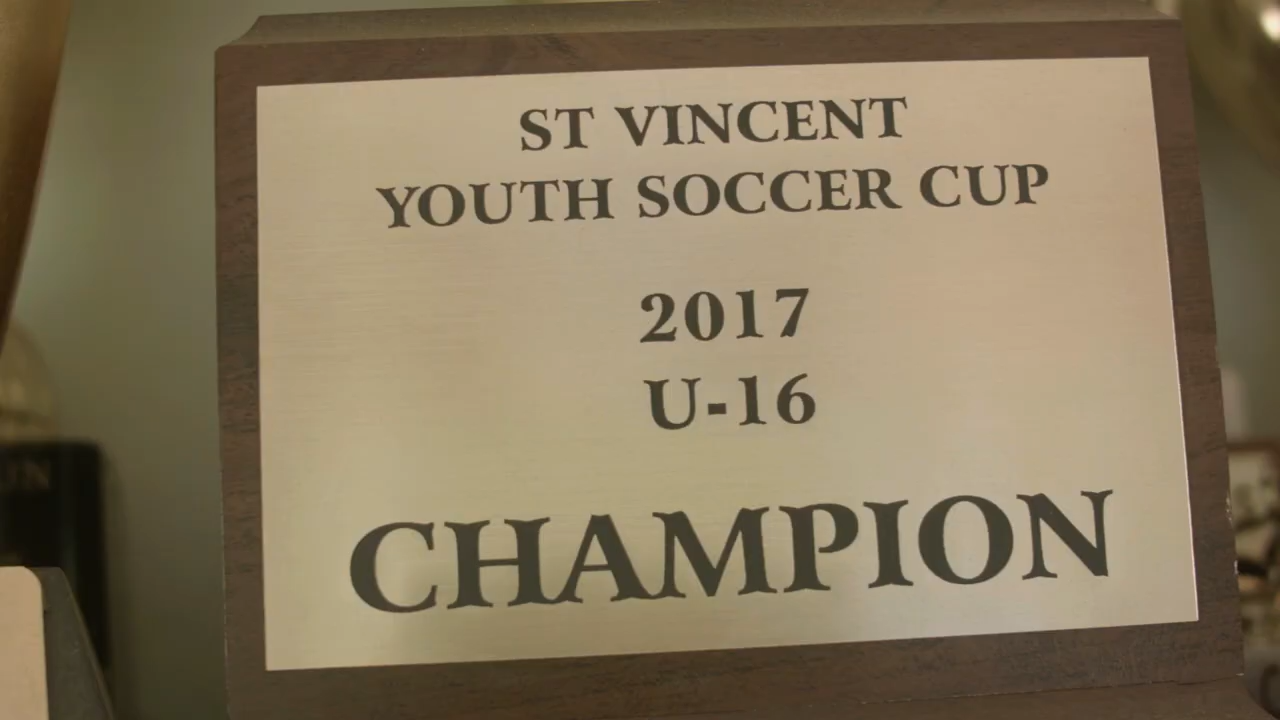 ST VINCENT
YOUTH SOCCER CUP
2017
U-16
CHAMPION